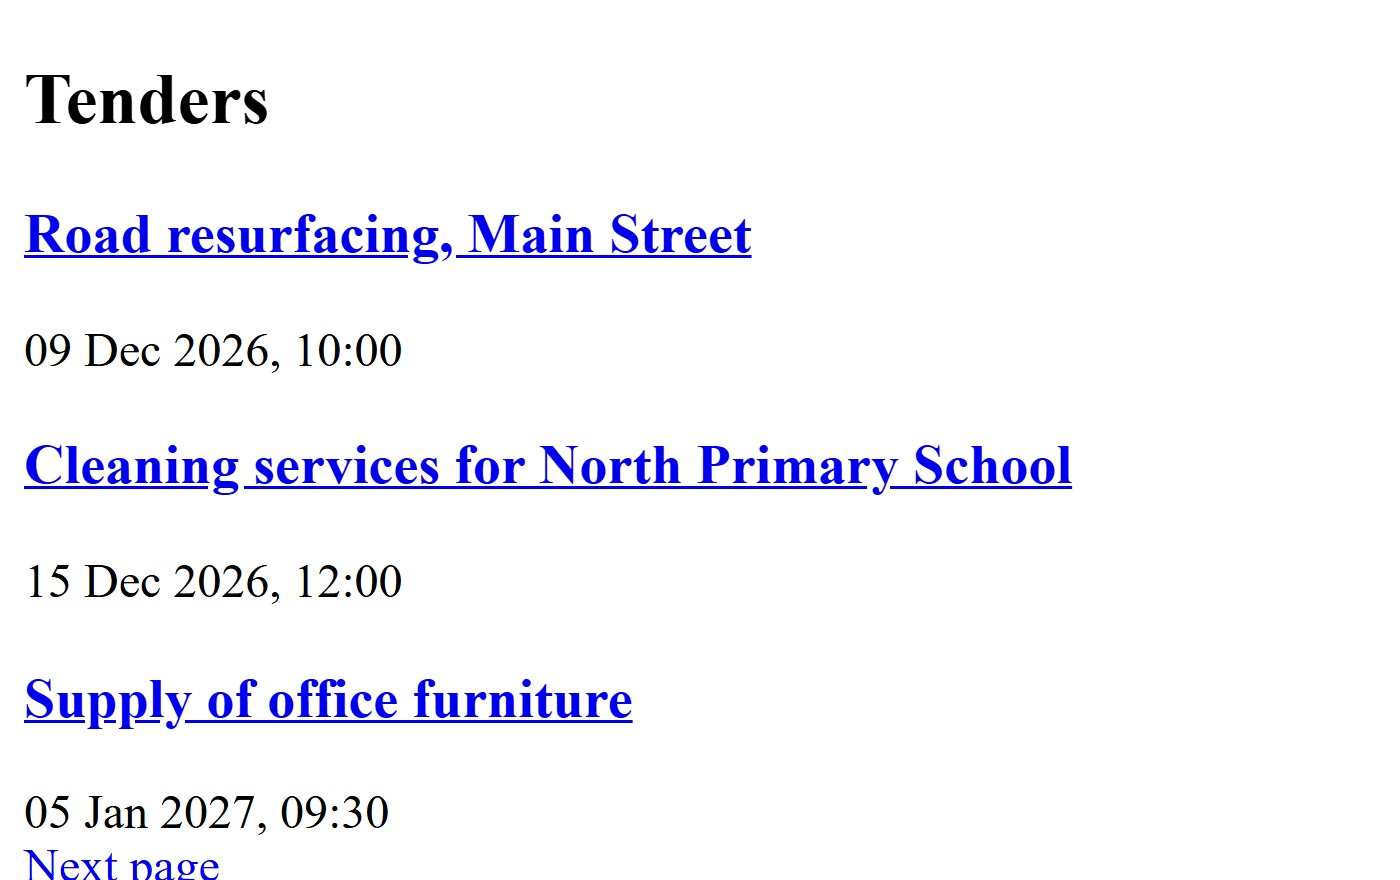 Tenders
Road resurfacing, Main Street
09 Dec 2026, 10:00
Cleaning services for North Primary School
15 Dec 2026, 12:00
Supply of office furniture
05 Jan 2027, 09:30
Next page